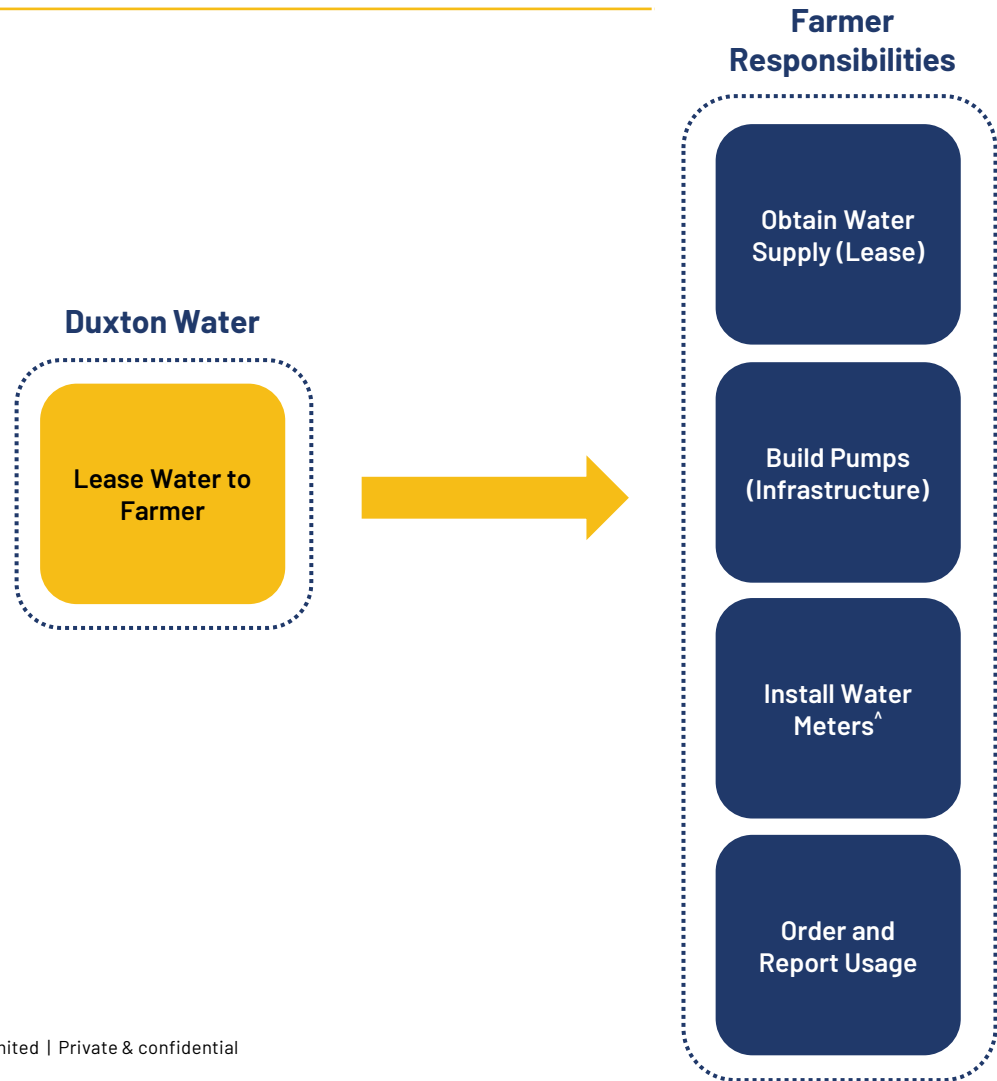 Farmer
Responsibilities
Obtain Water
Supply (Lease)
Duxton Water
Lease Water to
Farmer
Build Pumps
(Infrastructure)
Install Water
Meters^
Order and
Report Usage
| Private & confidential